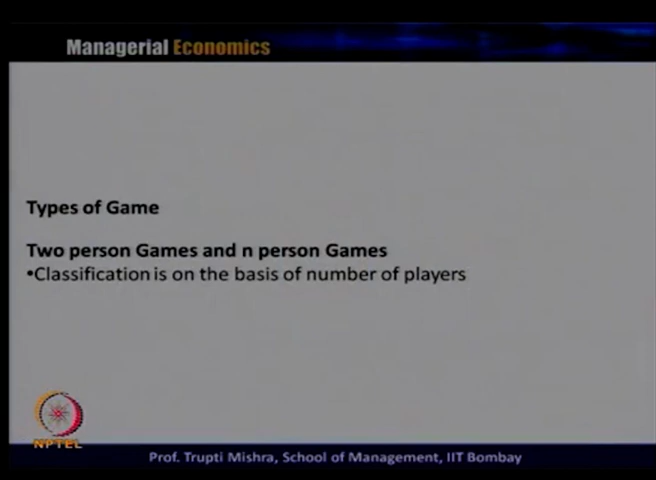 Managerial Economics
Types of Game
Two person Games and n person Games
•Classification is on the basis of number of players
NPTEL
Prof. Trupti Mishra, School of Management, IIT Bombay